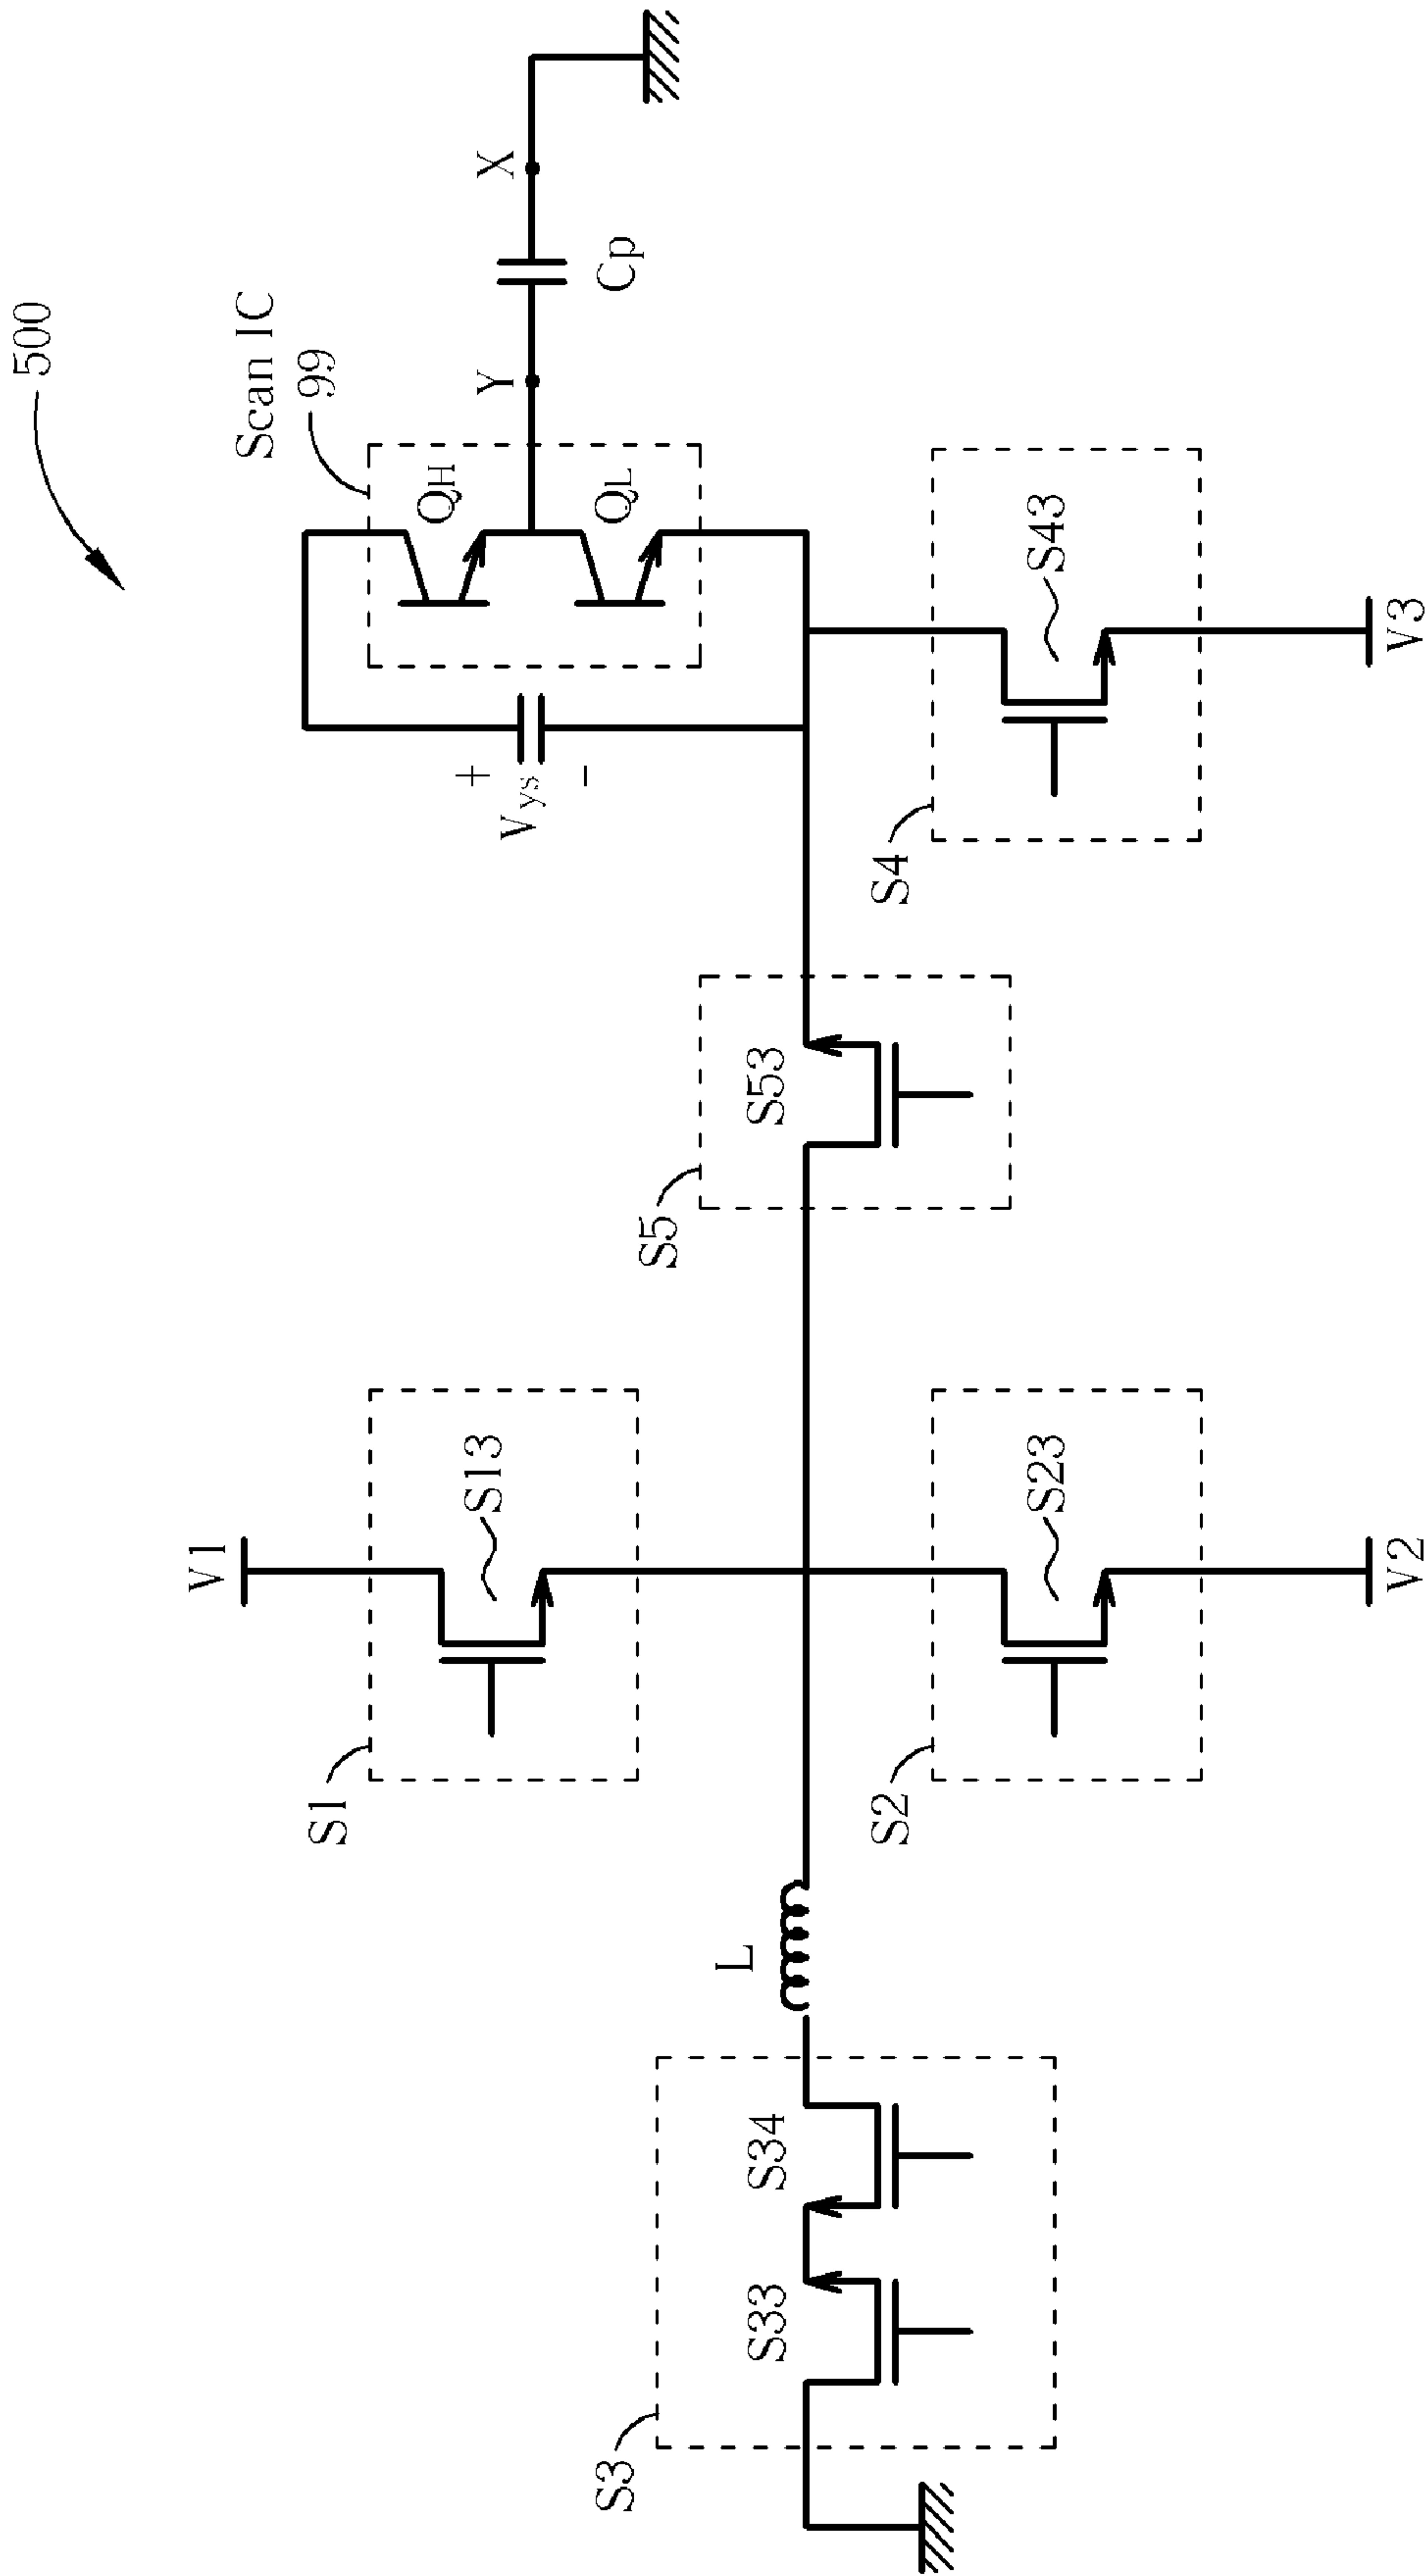 500
Scan IC
99
QH
QL
Y
X
Cp
+
Vys
-
V1
S1
S13
S5
S53
S4
S43
V3
L
S3
S33
S34
S2
S23
V2